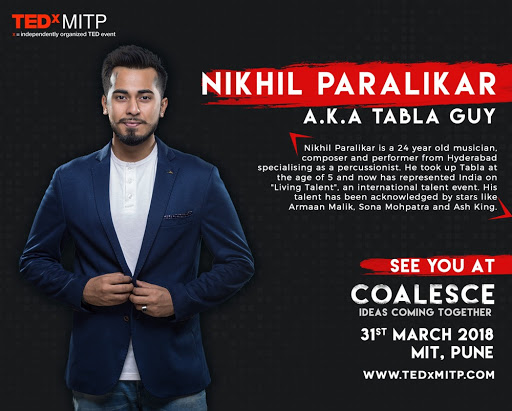 TEDxMITP
x = independently organized TED event
NIKHIL PARALIKAR
A.K.A TABLA GUY
Nikhil Paralikar is a 24 year old musician,
composer and performer from Hyderabad
specialising as a percussionist. He took up Tabla at
the age of 5 and now has represented India on
"Living Talent", an international talent event. His
talent has been acknowledged by stars like
Armaan Malik, Sona Mohpatra and Ash King.
SEE YOU AT
COALESCE
IDEAS COMING TOGETHER
31ST MARCH 2018
MIT, PUNE
WWW.TEDxMITP.COM